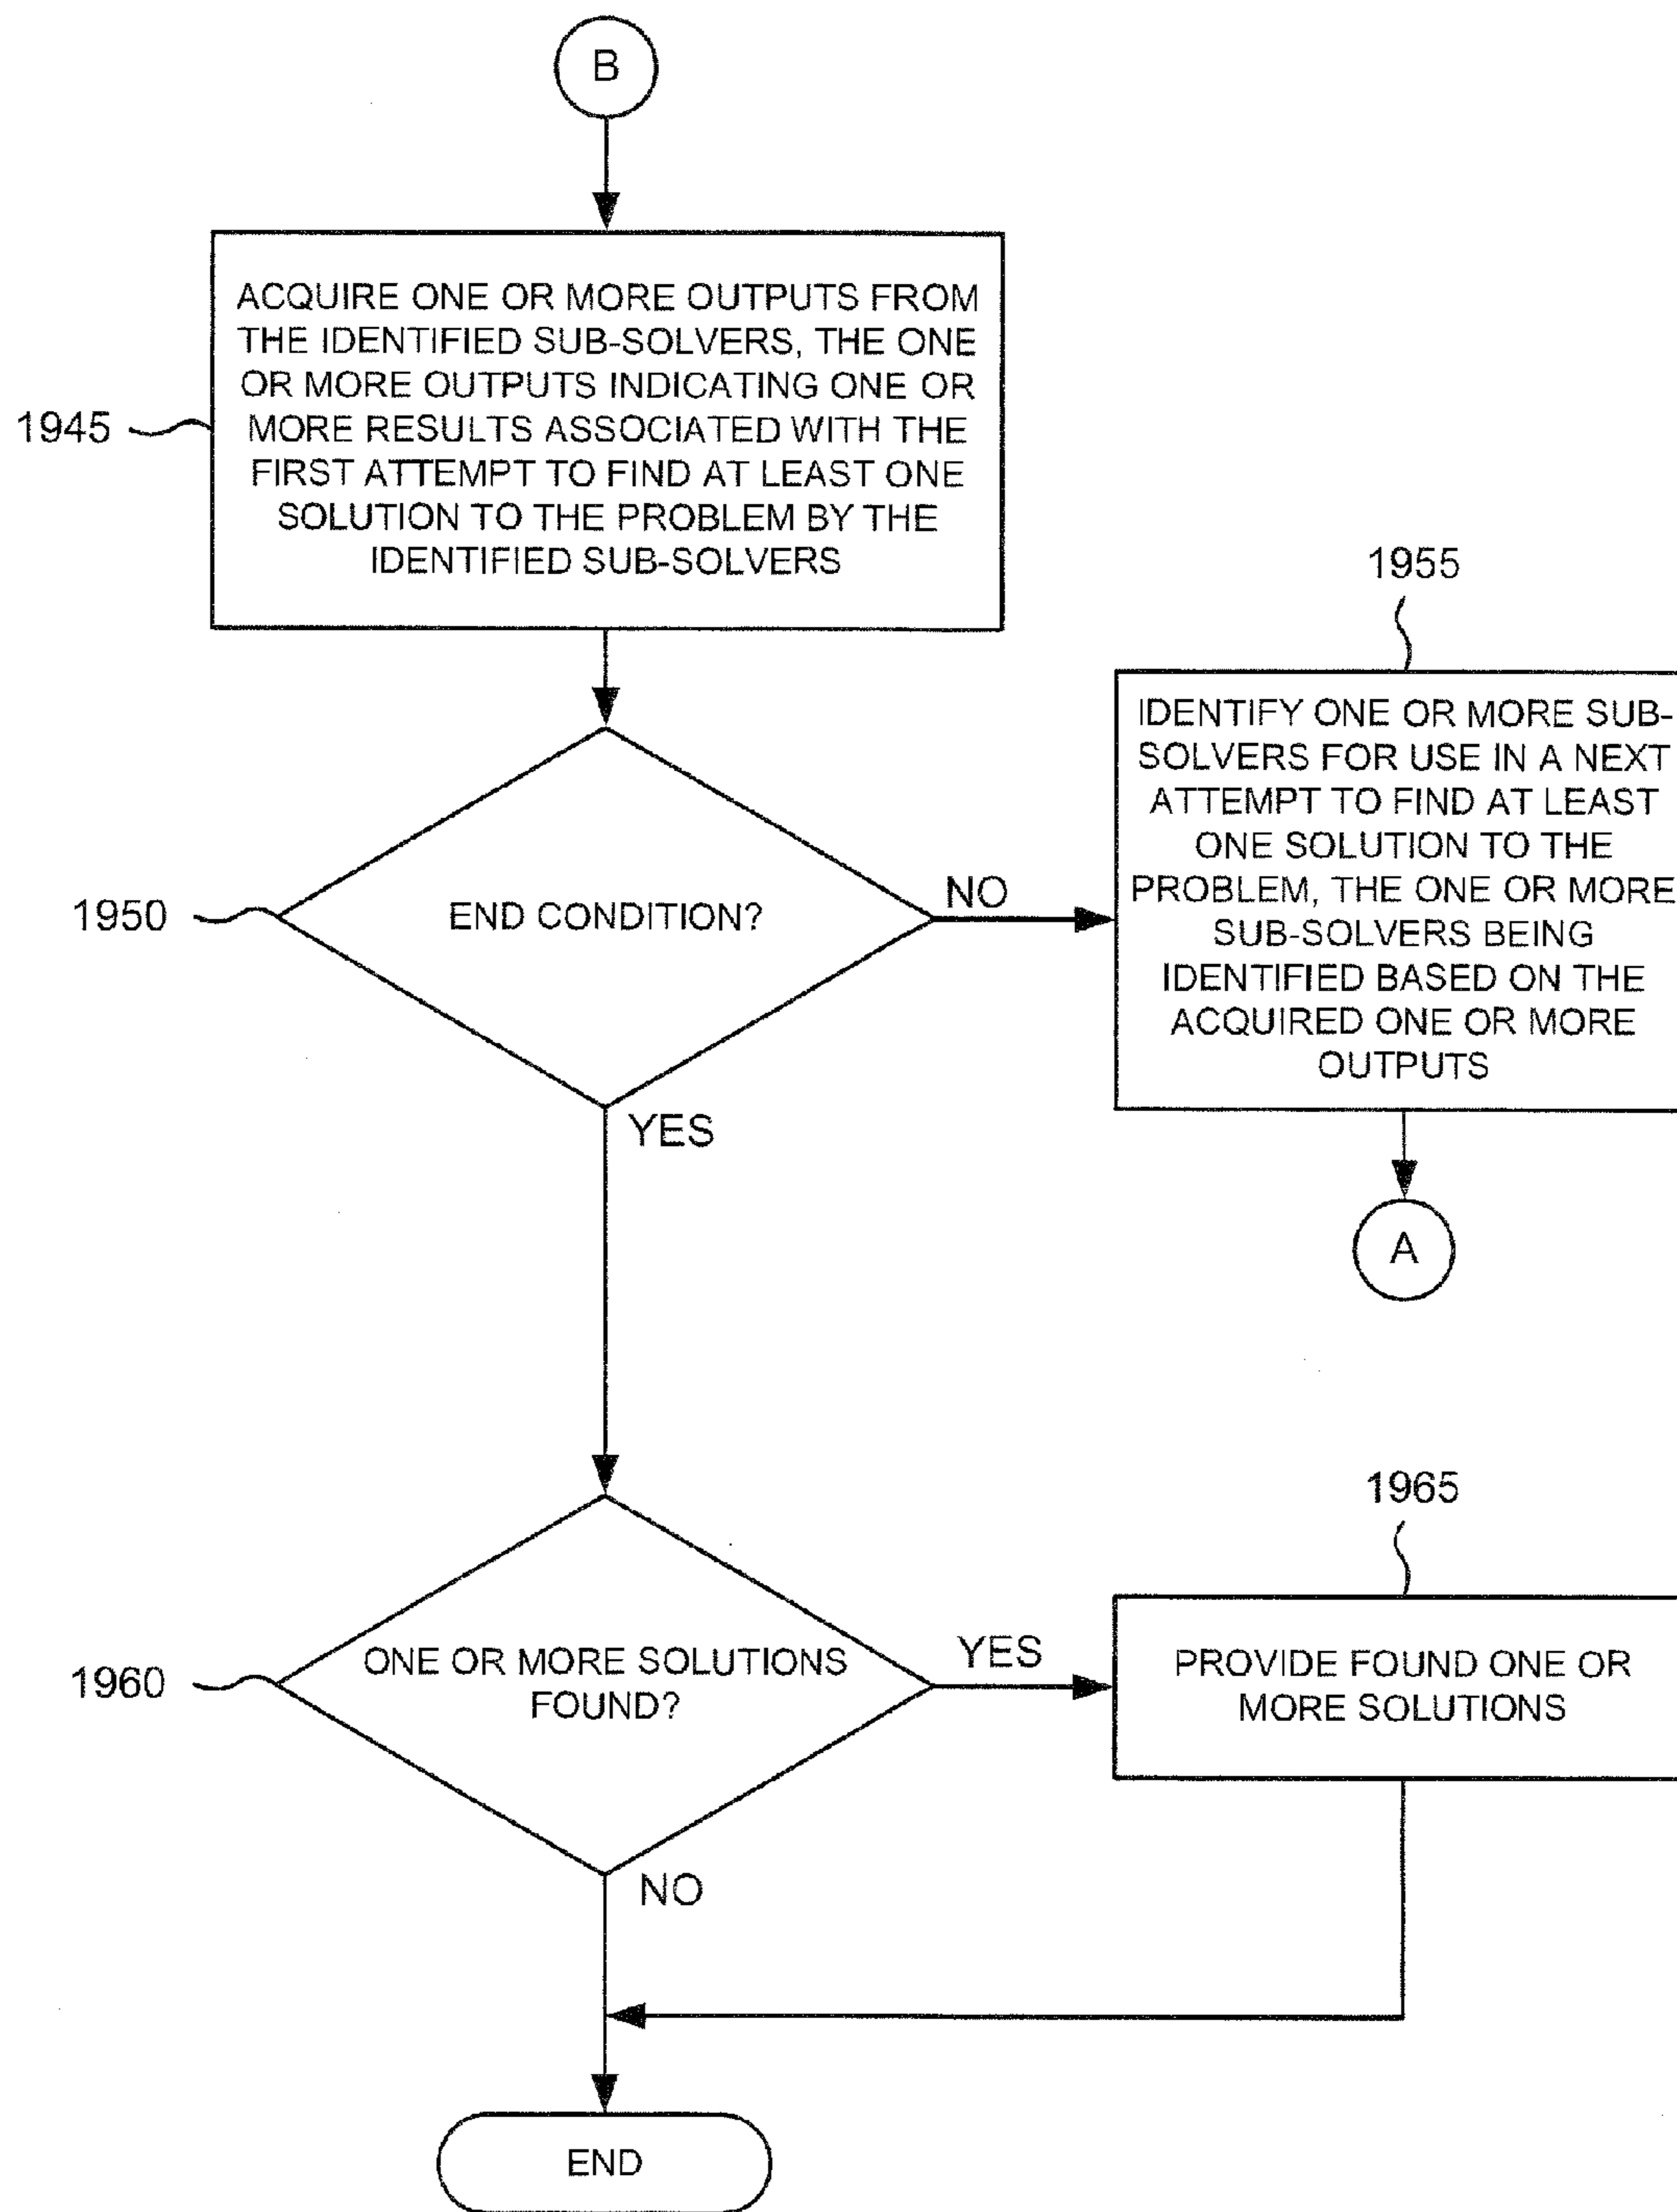 B
ACQUIRE ONE OR MORE OUTPUTS FROM
THE IDENTIFIED SUB-SOLVERS, THE ONE
OR MORE OUTPUTS INDICATING ONE OR
MORE RESULTS ASSOCIATED WITH THE
FIRST ATTEMPT TO FIND AT LEAST ONE
SOLUTION TO THE PROBLEM BY THE
IDENTIFIED SUB-SOLVERS
1945
1955
IDENTIFY ONE OR MORE SUB-
SOLVERS FOR USE IN A NEXT
ATTEMPT TO FIND AT LEAST
ONE SOLUTION TO THE
PROBLEM, THE ONE OR MORE
SUB-SOLVERS BEING
IDENTIFIED BASED ON THE
ACQUIRED ONE OR MORE
OUTPUTS
1950
END CONDITION?
NO
YES
A
1965
1960
ONE OR MORE SOLUTIONS
FOUND?
YES
PROVIDE FOUND ONE OR
MORE SOLUTIONS
NO
END